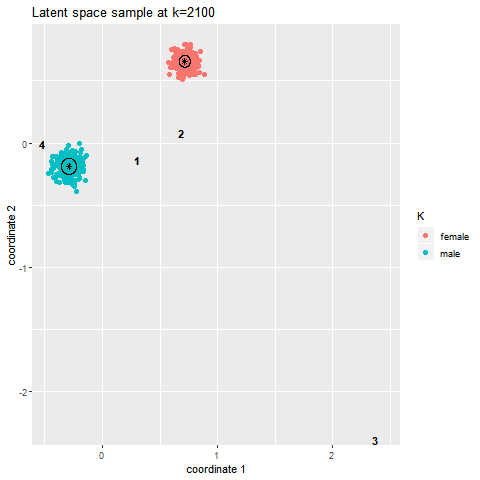 Latent space sample at k=2100
4
2
1
3
0
-1
-2
coordinate 2
0
1
2
coordinate 1
K
female
male